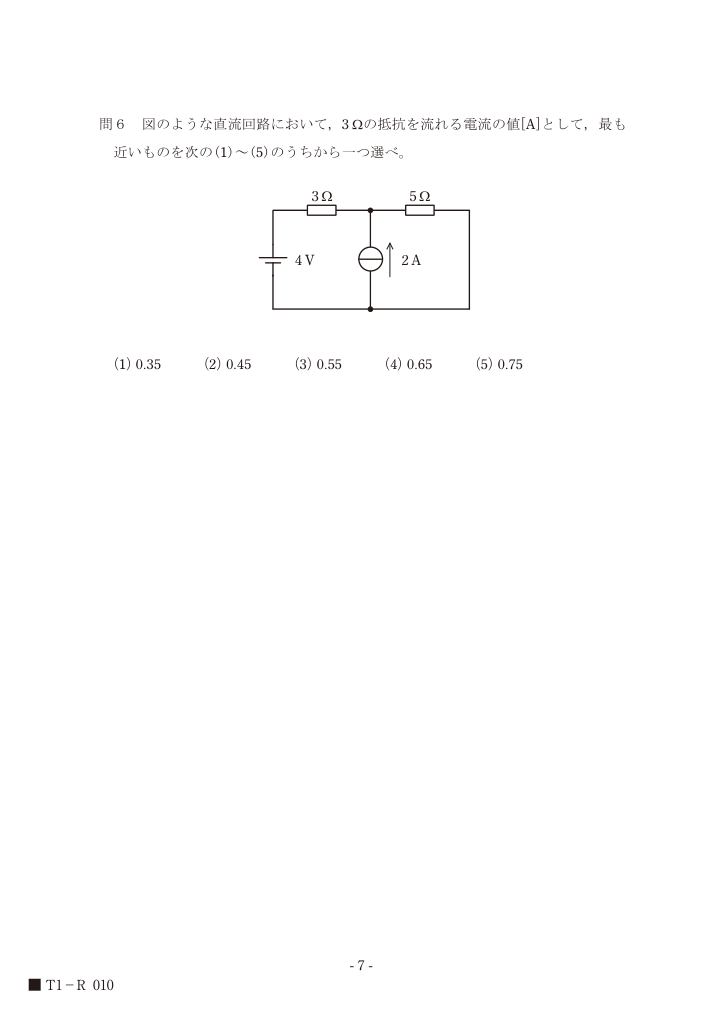 問6　図のような直流回路において，3Ωの抵抗を流れる電流の値[A]として，最も
近いものを次の(1)～(5)のうちから一つ選べ。
3Ω 5Ω
4V 2A
(1) 0.35 (2) 0.45 (3) 0.55 (4) 0.65 (5) 0.75
- 7 -
■ T1－R 010